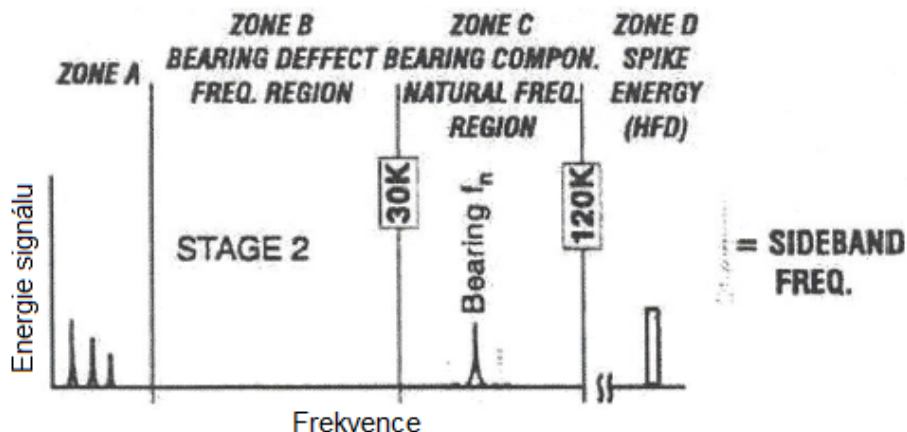 ZONE A
ZONE B
BEARING DEFFECT
FREQ. REGION
ZONE C
BEARING COMPON.
NATURAL FREQ.
REGION
ZONE D
SPIKE
ENERGY
(HFD)
30K
120K
Bearing fn
STAGE 2
= SIDEBAND
FREQ.
Energie signálu
Frekvence